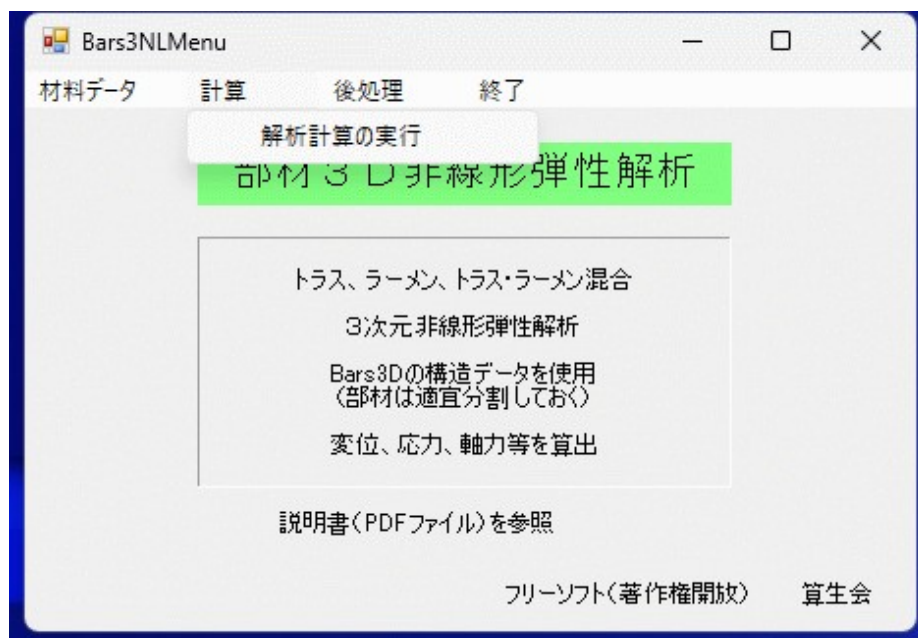 Bars3NLMenu
材料データ 計算 後処理 終了
解析計算の実行
部材３Ｄ非線形弾性解析
トラス、ラーメン、トラス・ラーメン混合
３次元非線形弾性解析
Bars3Dの構造データを使用
（部材は適宜分割しておく）
変位、応力、軸力等を算出
説明書（PDFファイル）を参照
フリーソフト（著作権開放） 算生会